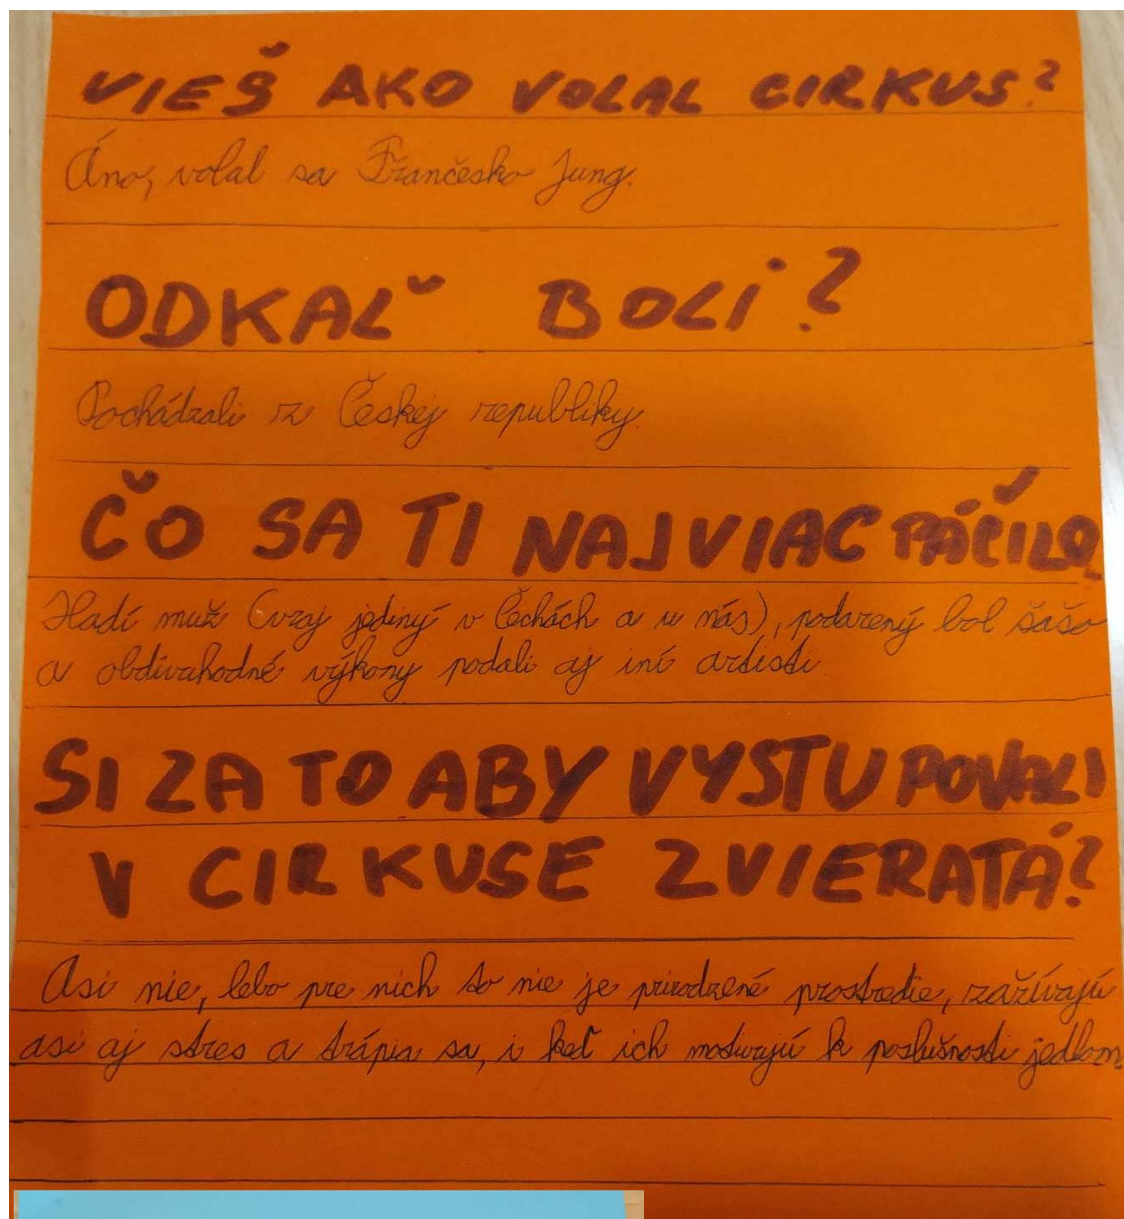 VIEŠ AKO VOLAL CIRKUS?
Áno, volal sa Frančesko Jung.
ODKAĽ BOLI?
Pochádzali z Českej republiky.
ČO SA TI NAJVIAC PÁČILO
Hadí muž (vraj jediný v Čechách a u nás), podarený bol šašo
a obdivuhodné výkony podali aj iní artisti
SI ZA TO ABY VYSTUPOVALI
V CIRKUSE ZVIERATÁ?
Asi nie, lebo pre nich to nie je prirodzené prostredie, zažívajú
asi aj stres a trápia sa, i keď ich motivujú k poslušnosti jedlom.